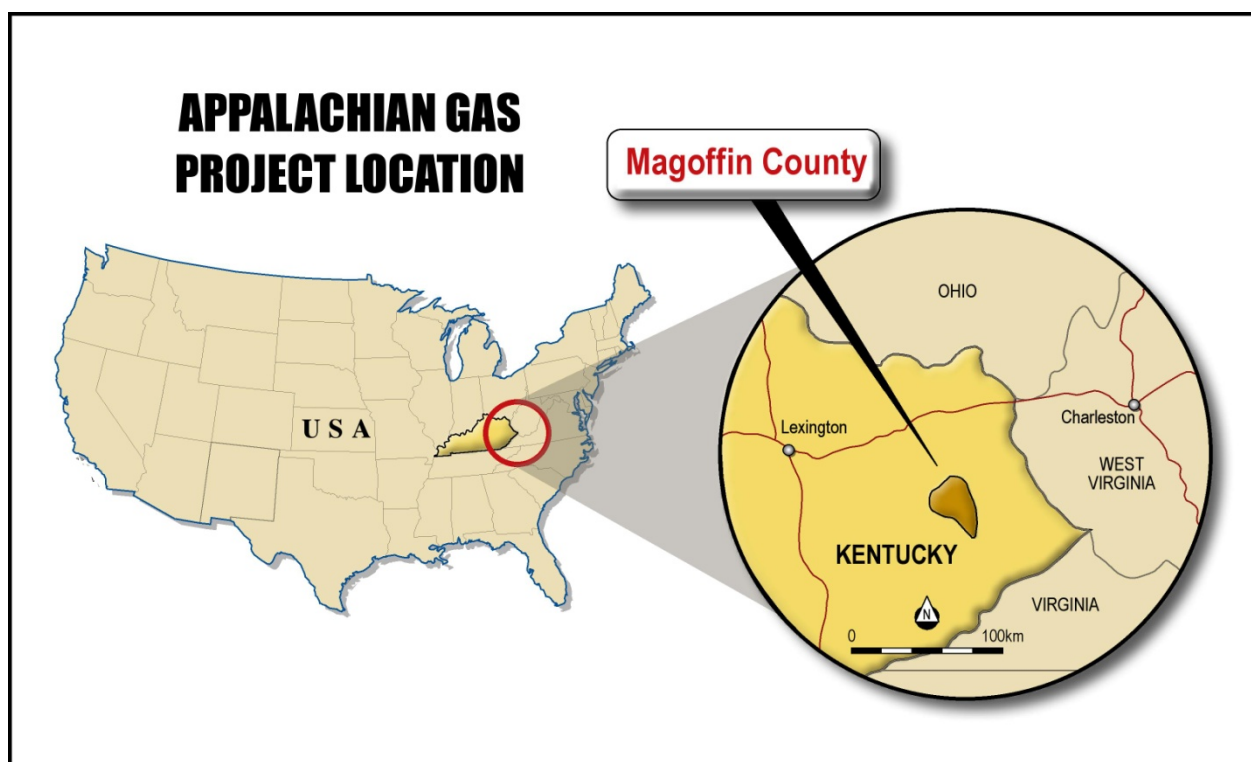 APPALACHIAN GAS
PROJECT LOCATION
Magoffin County
USA
OHIO
Lexington
Charleston
WEST
VIRGINIA
KENTUCKY
VIRGINIA
N
0 100km